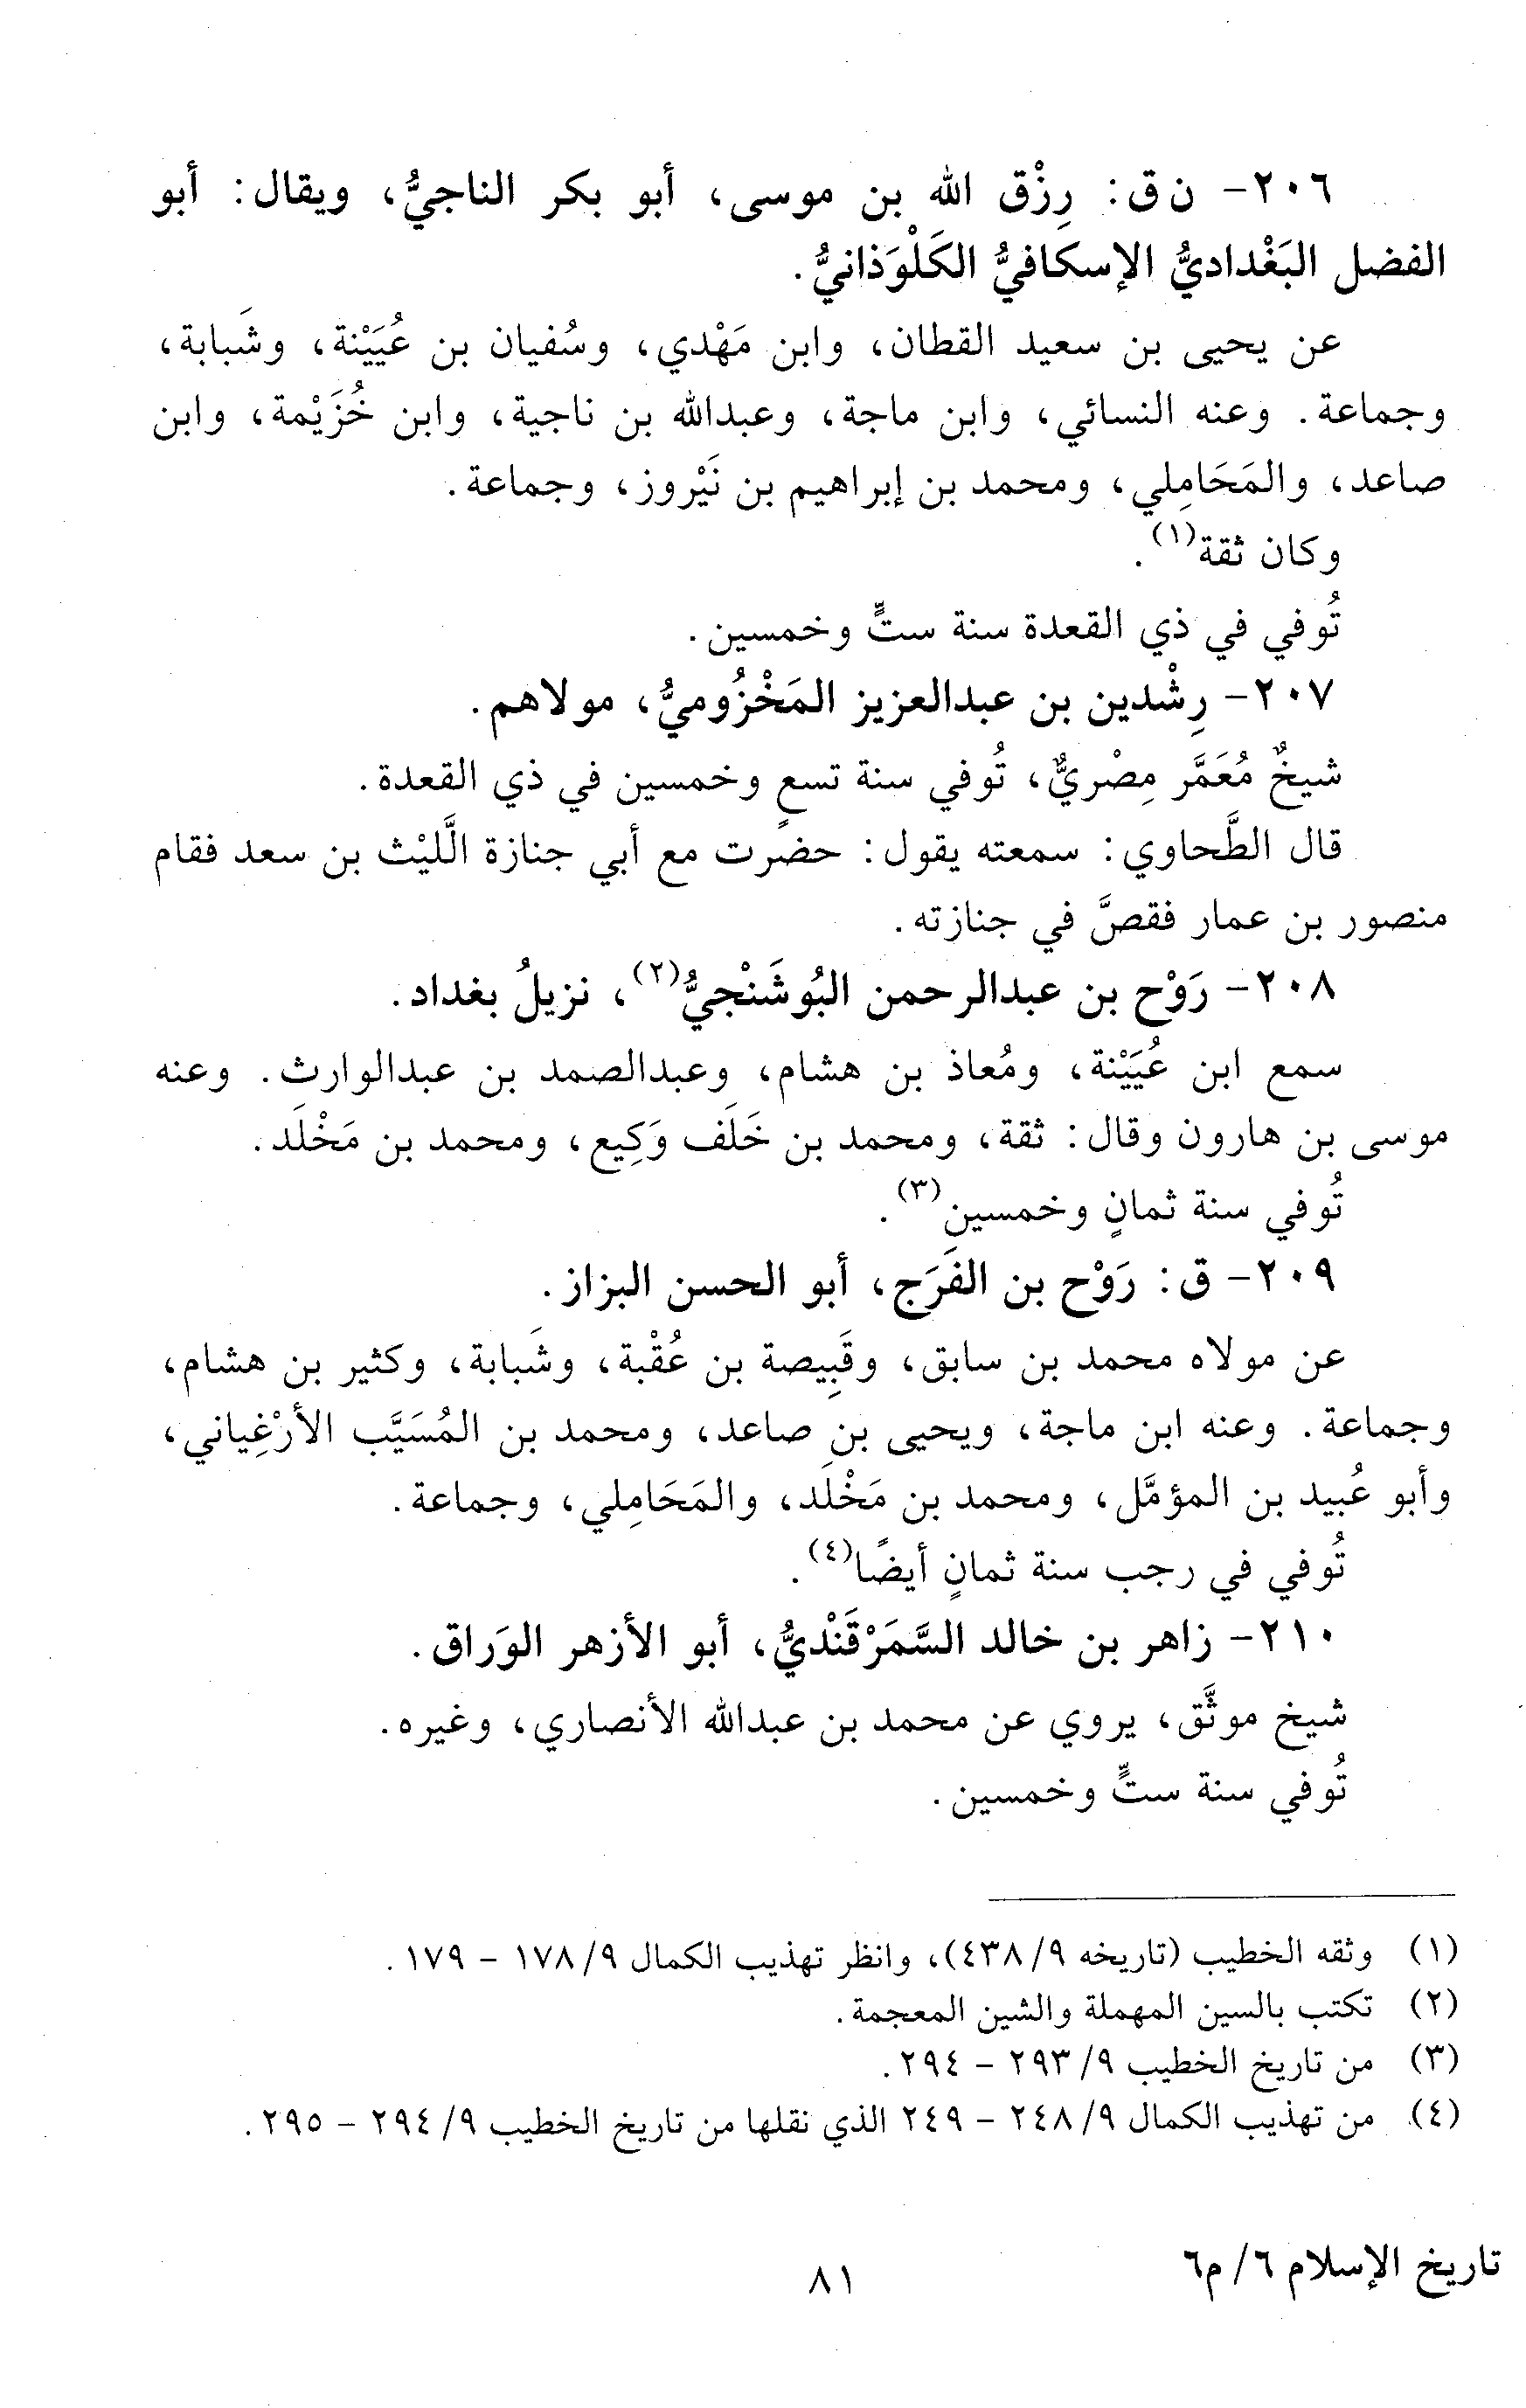 ٢٠٦- ن ق: رِزْق الله بن موسى، أبو بكر الناجيُّ، ويقال: أبو
الفضل البَغْداديُّ الإسكافيُّ الكَلْوَذانيُّ.
عن يحيى بن سعيد القطان، وابن مَهْدي، وسُفيان بن عُيَيْنة، وشَبابة،
وجماعة. وعنه النسائي، وابن ماجة، وعبدالله بن ناجية، وابن خُزَيْمة، وابن
صاعد، والمَحَامِلي، ومحمد بن إبراهيم بن نَيْروز، وجماعة.
وكان ثقة(١).
تُوفي في ذي القعدة سنة ستٍّ وخمسين.
٢٠٧- رِشْدين بن عبدالعزيز المَخْزُوميُّ، مولاهم.
شيخٌ مُعَمَّر مِصْريٌّ، تُوفي سنة تسعٍ وخمسين في ذي القعدة.
قال الطَّحاوي: سمعته يقول: حضرت مع أبي جنازة اللَّيْث بن سعد فقام
منصور بن عمار فقصَّ في جنازته.
٢٠٨- رَوْح بن عبدالرحمن البُوشَنْجيُّ(٢)، نزيلُ بغداد.
سمع ابن عُيَيْنة، ومُعاذ بن هشام، وعبدالصمد بن عبدالوارث. وعنه
موسى بن هارون وقال: ثقة، ومحمد بن خَلَف وَكِيع، ومحمد بن مَخْلَد.
تُوفي سنة ثمانٍ وخمسين(٣).
٢٠٩- ق: رَوْح بن الفَرَج، أبو الحسن البزاز.
عن مولاه محمد بن سابق، وقَبِيصة بن عُقْبة، وشَبابة، وكثير بن هشام،
وجماعة. وعنه ابن ماجة، ويحيى بن صاعد، ومحمد بن المُسَيَّب الأرْغِياني،
وأبو عُبيد بن المؤمَّل، ومحمد بن مَخْلَد، والمَحَامِلي، وجماعة.
تُوفي في رجب سنة ثمانٍ أيضًا(٤).
٢١٠- زاهر بن خالد السَّمَرْقَنْديُّ، أبو الأزهر الوَراق.
شيخ موثَّق، يروي عن محمد بن عبدالله الأنصاري، وغيره.
تُوفي سنة ستٍّ وخمسين.
(١) وثقه الخطيب (تاريخه ٩/ ٤٣٨)، وانظر تهذيب الكمال ٩/ ١٧٨ - ١٧٩.
(٢) تكتب بالسين المهملة والشين المعجمة.
(٣) من تاريخ الخطيب ٩/ ٢٩٣ - ٢٩٤.
(٤) من تهذيب الكمال ٩/ ٢٤٨ - ٢٤٩ الذي نقلها من تاريخ الخطيب ٩/ ٢٩٤ - ٢٩٥.
تاريخ الإسلام ٦/ م٦
٨١